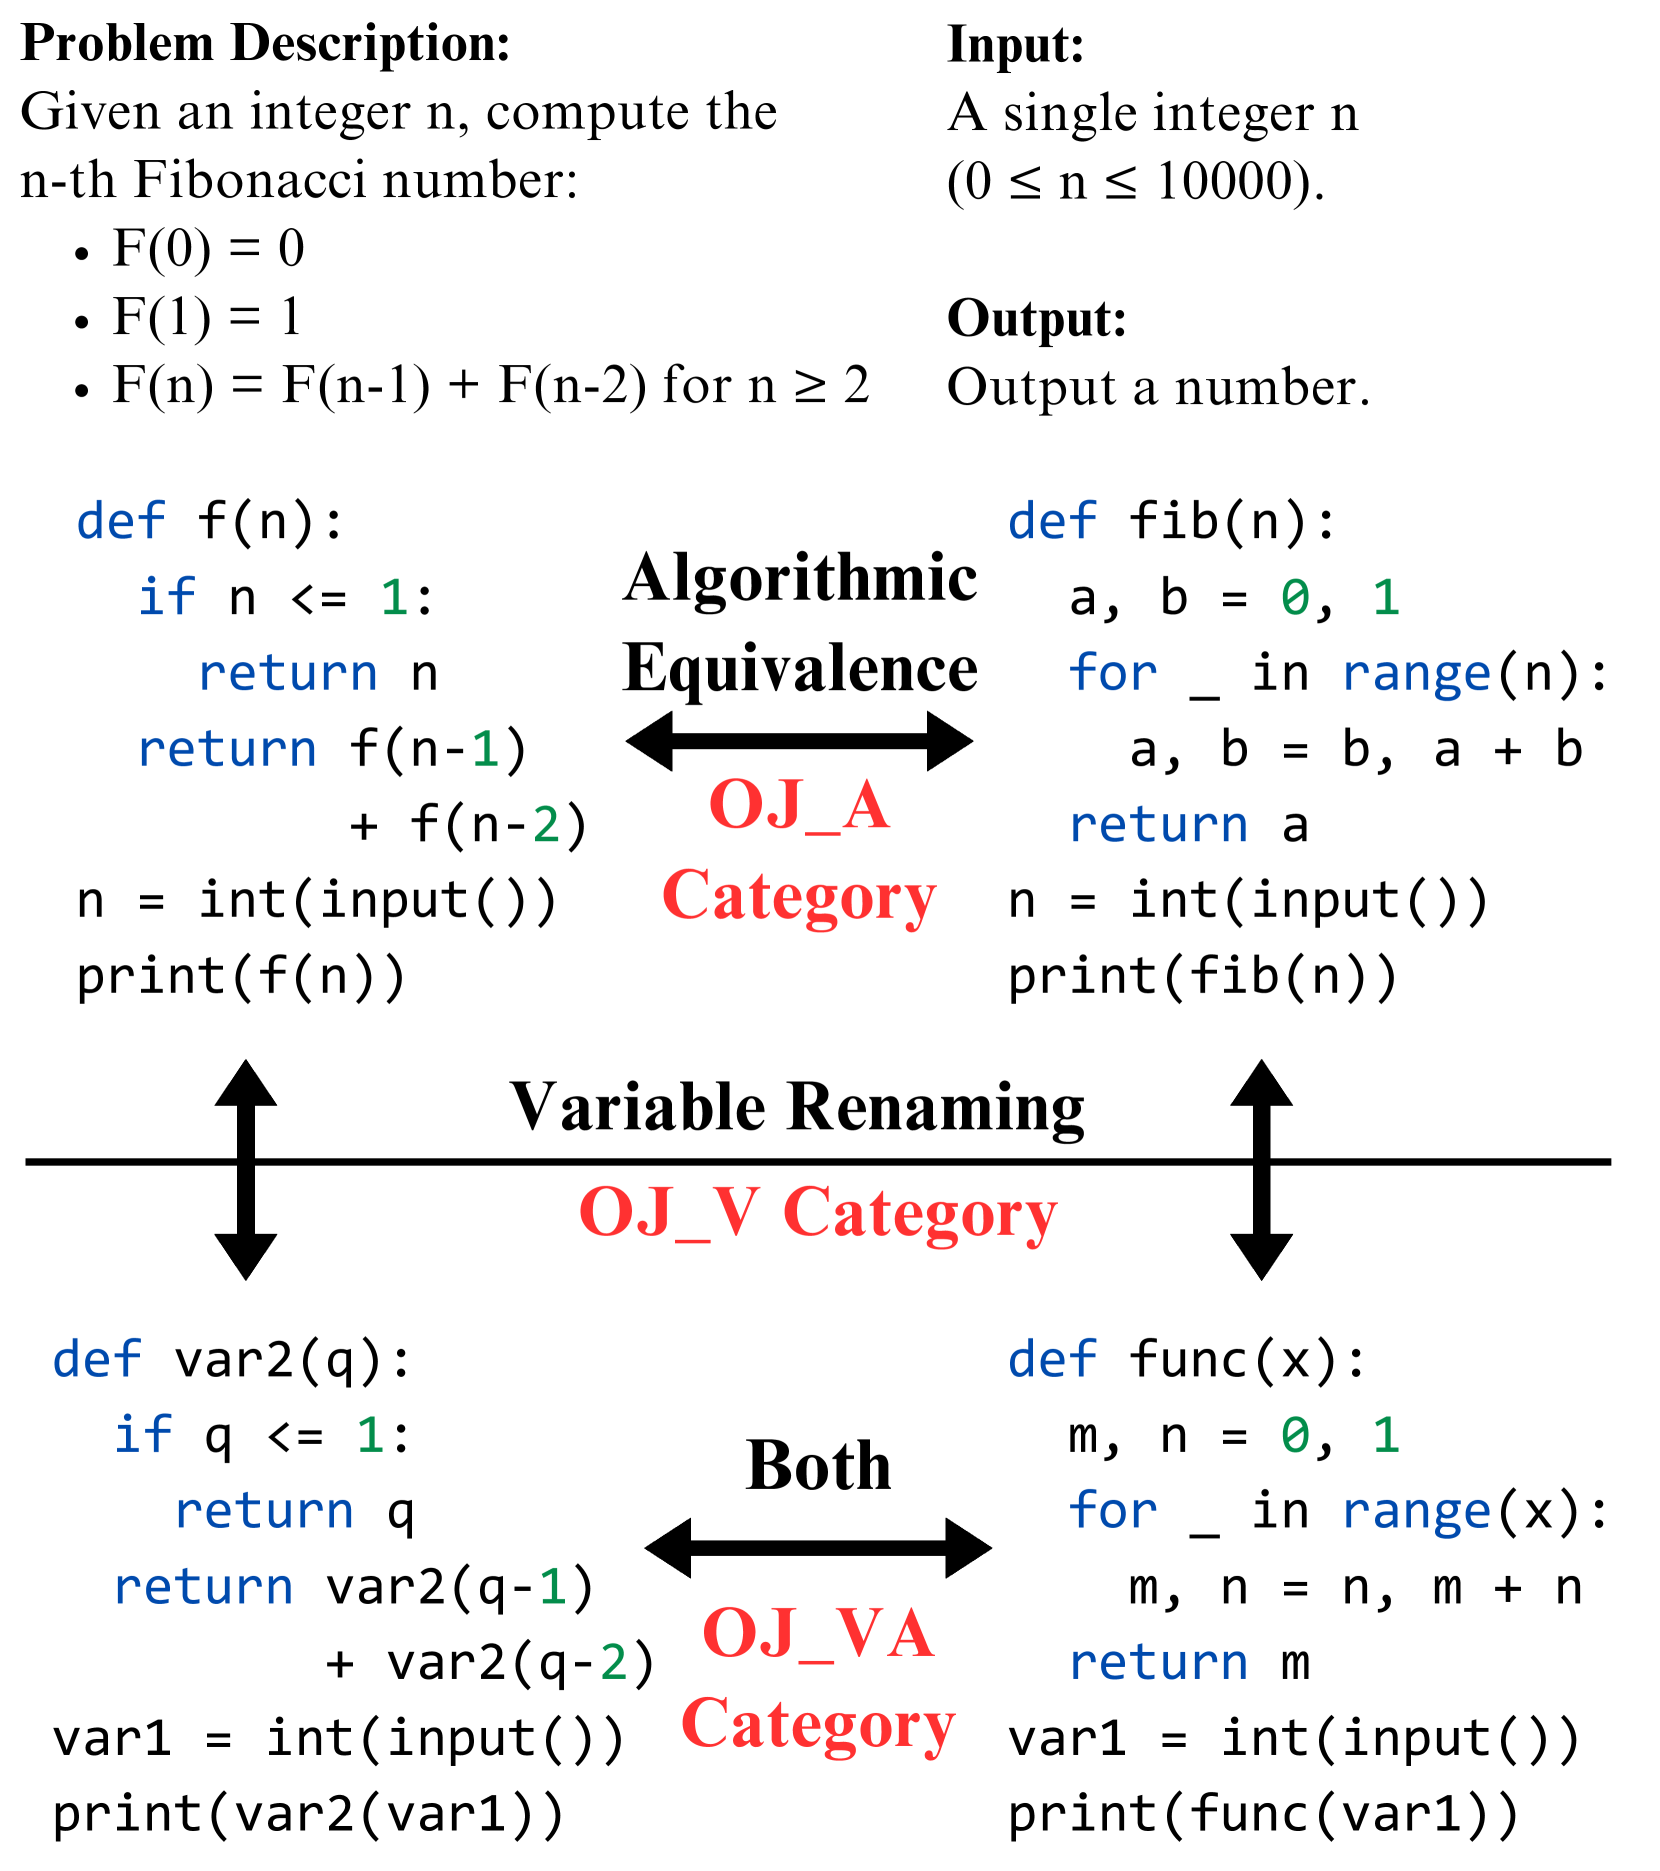 Problem Description:
Given an integer n, compute the
n-th Fibonacci number:
• F(0) = 0
• F(1) = 1
• F(n) = F(n-1) + F(n-2) for n ≥ 2
Input:
A single integer n
(0 ≤ n ≤ 10000).
Output:
Output a number.
def f(n):
  if n <= 1:
    return n
  return f(n-1)
         + f(n-2)
n = int(input())
print(f(n))
Algorithmic
Equivalence
OJ_A
Category
def fib(n):
  a, b = 0, 1
  for _ in range(n):
    a, b = b, a + b
  return a
n = int(input())
print(fib(n))
Variable Renaming
OJ_V Category
def var2(q):
  if q <= 1:
    return q
  return var2(q-1)
         + var2(q-2)
var1 = int(input())
print(var2(var1))
Both
OJ_VA
Category
def func(x):
  m, n = 0, 1
  for _ in range(x):
    m, n = n, m + n
  return m
var1 = int(input())
print(func(var1))